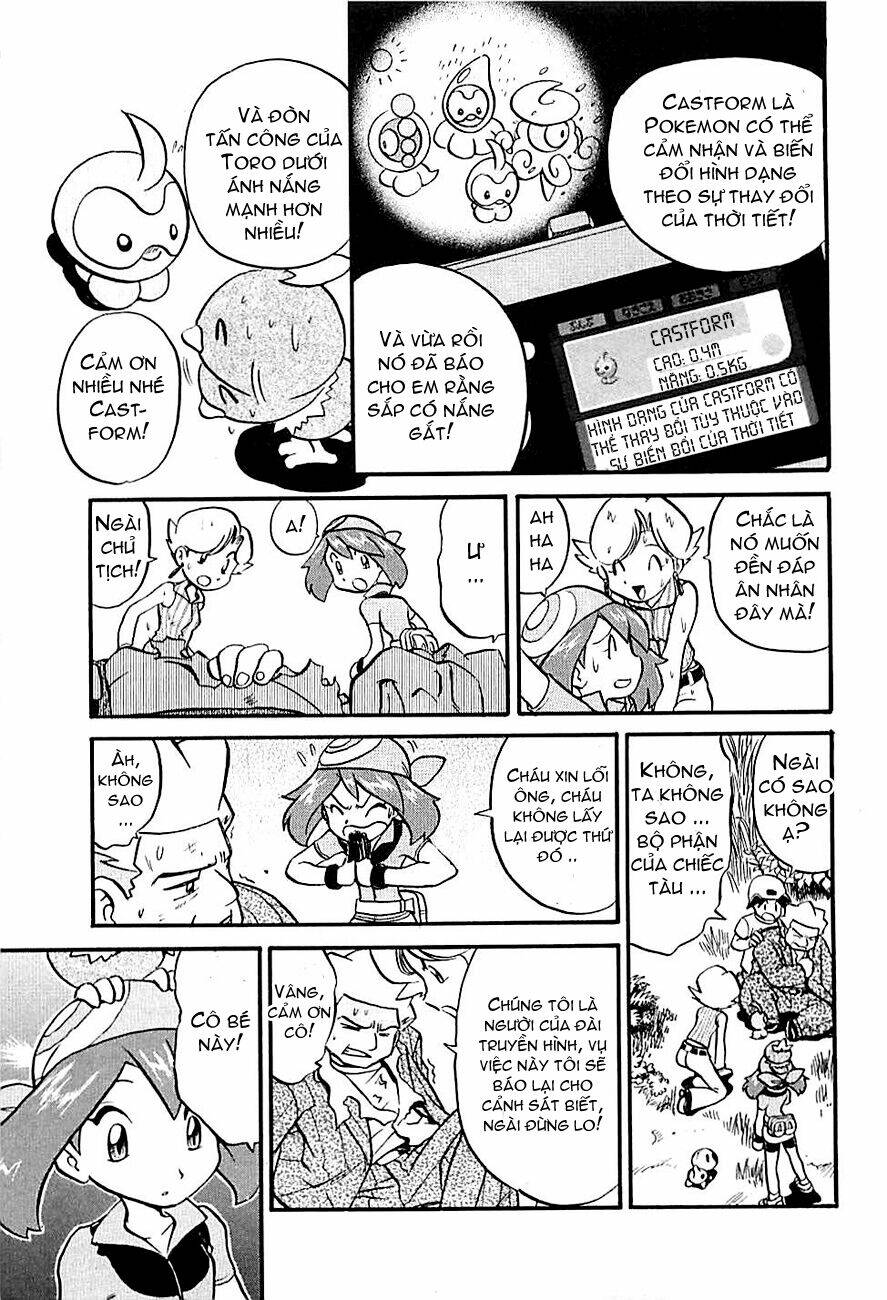 CASTFORM LÀ
POKEMON CÓ THỂ
CẢM NHẬN VÀ BIẾN
ĐỔI HÌNH DẠNG
THEO SỰ THAY ĐỔI
CỦA THỜI TIẾT!
CASTFORM
CAO: 0.4M
NẶNG: 0.5KG
HÌNH DẠNG CỦA CASTFORM CÓ
THỂ THAY ĐỔI TÙY THUỘC VÀO
SỰ BIẾN ĐỔI CỦA THỜI TIẾT
VÀ VỪA RỒI
NÓ ĐÃ BÁO
CHO EM RẰNG
SẮP CÓ NẮNG
GẮT!
VÀ ĐÒN
TẤN CÔNG CỦA
TORO DƯỚI
ÁNH NẮNG
MẠNH HƠN
NHIỀU!
CẢM ƠN
NHIỀU NHÉ
CAST-
FORM!
CHẮC LÀ
NÓ MUỐN
ĐỀN ĐÁP
ÂN NHÂN
ĐÂY MÀ!
AH
HA
HA
Ư
...
A!
NGÀI
CHỦ
TỊCH!
NGÀI
CÓ SAO
KHÔNG
Ạ?
KHÔNG,
TA KHÔNG
SAO ...
BỘ PHẬN
CỦA CHIẾC
TÀU ...
CHÁU XIN LỖI
ÔNG, CHÁU
KHÔNG LẤY
LẠI ĐƯỢC THỨ
ĐÓ ..
ÀH,
KHÔNG
SAO
...
CHÚNG TÔI LÀ
NGƯỜI CỦA ĐÀI
TRUYỀN HÌNH, VỤ
VIỆC NÀY TÔI SẼ
BÁO LẠI CHO
CẢNH SÁT BIẾT,
NGÀI ĐỪNG LO!
VÂNG,
CẢM ƠN
CÔ!
CÔ BÉ
NÀY!